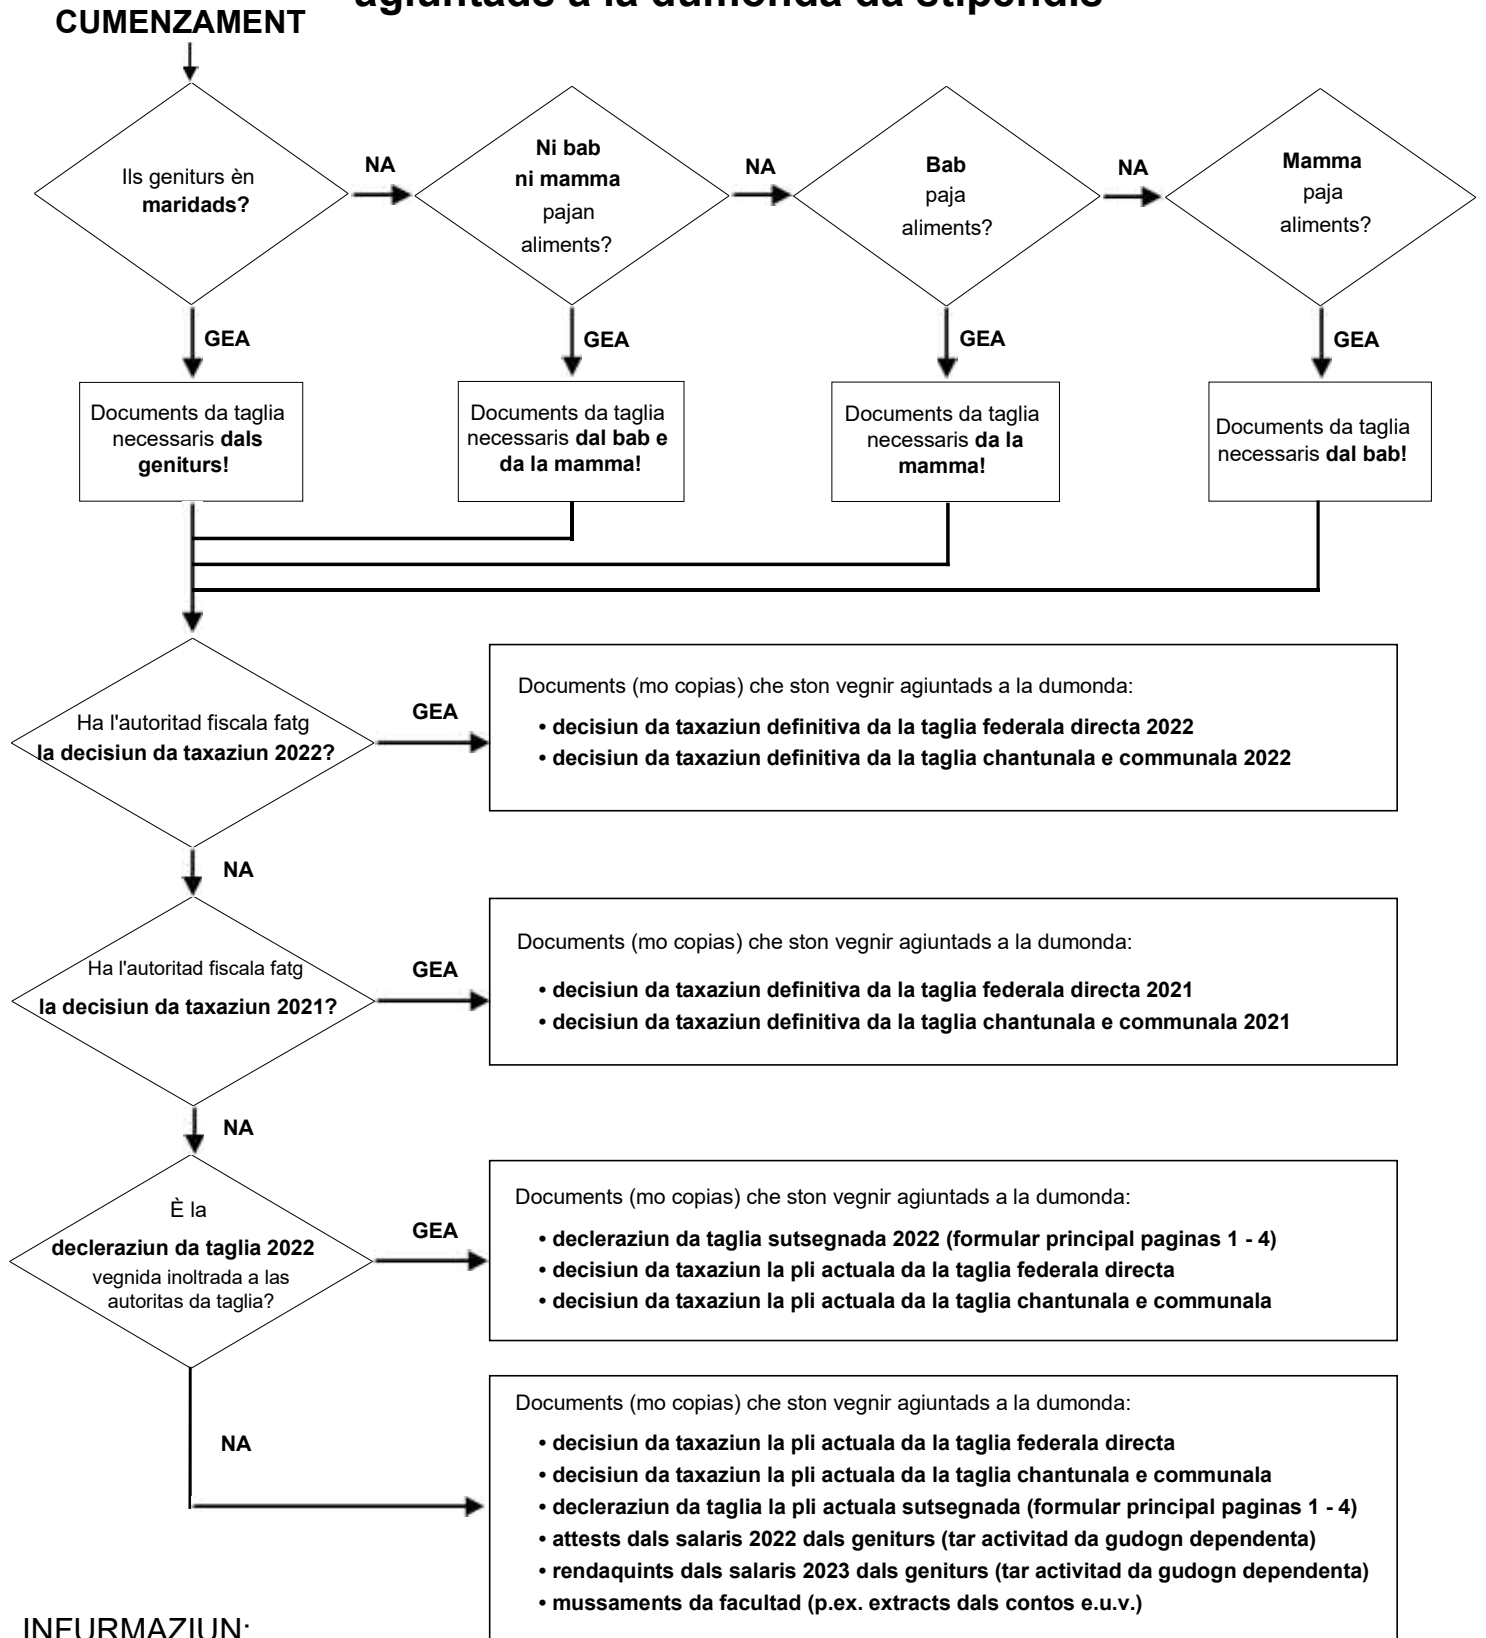 agiuntads a la dumonda da stipendis
CUMENZAMENT
Ils geniturs èn
maridads?
NA
Ni bab
ni mamma
pajan
aliments?
NA
Bab
paja
aliments?
NA
Mamma
paja
aliments?
GEA
GEA
GEA
GEA
Documents da taglia
necessaris dals
geniturs!
Documents da taglia
necessaris dal bab e
da la mamma!
Documents da taglia
necessaris da la
mamma!
Documents da taglia
necessaris dal bab!
Ha l'autoritad fiscala fatg
la decisiun da taxaziun 2022?
GEA
Documents (mo copias) che ston vegnir agiuntads a la dumonda:
• decisiun da taxaziun definitiva da la taglia federala directa 2022
• decisiun da taxaziun definitiva da la taglia chantunala e communala 2022
NA
Ha l'autoritad fiscala fatg
la decisiun da taxaziun 2021?
GEA
Documents (mo copias) che ston vegnir agiuntads a la dumonda:
• decisiun da taxaziun definitiva da la taglia federala directa 2021
• decisiun da taxaziun definitiva da la taglia chantunala e communala 2021
NA
È la
decleraziun da taglia 2022
vegnida inoltrada a las
autoritas da taglia?
GEA
Documents (mo copias) che ston vegnir agiuntads a la dumonda:
• decleraziun da taglia sutsegnada 2022 (formular principal paginas 1 - 4)
• decisiun da taxaziun la pli actuala da la taglia federala directa
• decisiun da taxaziun la pli actuala da la taglia chantunala e communala
NA
Documents (mo copias) che ston vegnir agiuntads a la dumonda:
• decisiun da taxaziun la pli actuala da la taglia federala directa
• decisiun da taxaziun la pli actuala da la taglia chantunala e communala
• decleraziun da taglia la pli actuala sutsegnada (formular principal paginas 1 - 4)
• attests dals salaris 2022 dals geniturs (tar activitad da gudogn dependenta)
• rendaquints dals salaris 2023 dals geniturs (tar activitad da gudogn dependenta)
• mussaments da facultad (p.ex. extracts dals contos e.u.v.)
INFURMAZIUN: